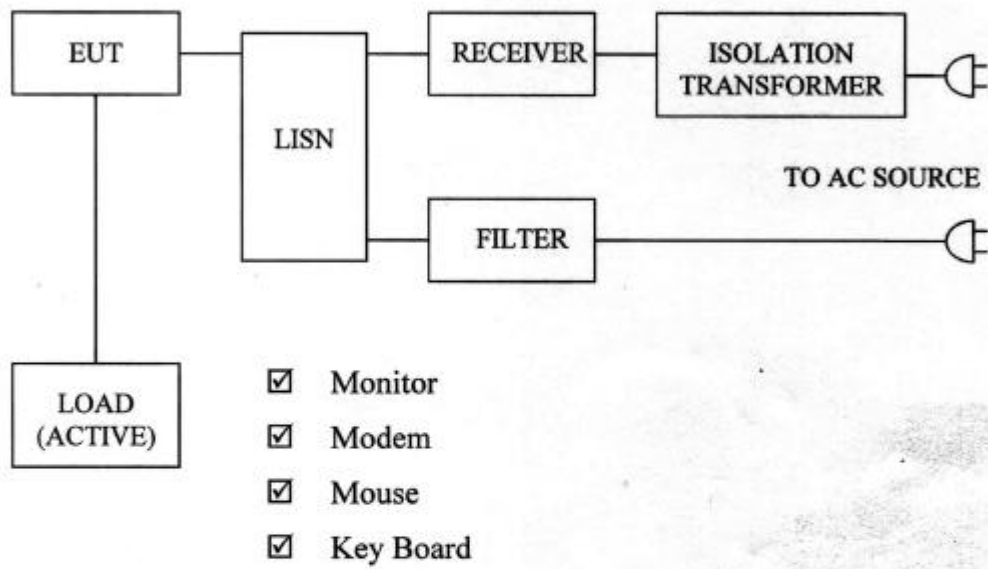 EUT
LISN
RECEIVER
ISOLATION
TRANSFORMER
TO AC SOURCE
FILTER
LOAD
(ACTIVE)
☑ Monitor
☑ Modem
☑ Mouse
☑ Key Board